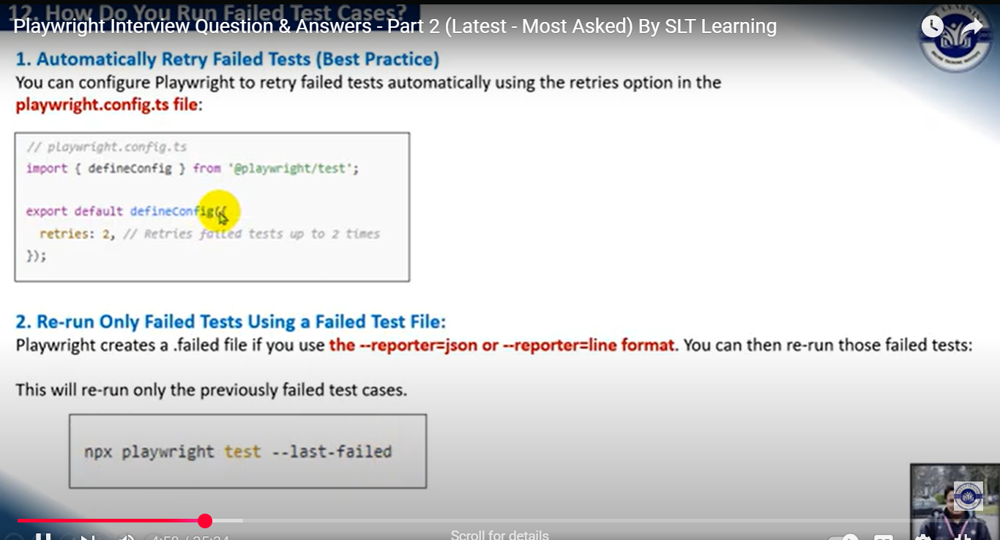 12. How Do You Run Failed Test Cases?
Playwright Interview Question & Answers - Part 2 (Latest - Most Asked) By SLT Learning
1. Automatically Retry Failed Tests (Best Practice)
You can configure Playwright to retry failed tests automatically using the retries option in the
playwright.config.ts file:
// playwright.config.ts
import { defineConfig } from '@playwright/test';
export default defineConfig({
retries: 2, // Retries failed tests up to 2 times
});
2. Re-run Only Failed Tests Using a Failed Test File:
Playwright creates a .failed file if you use the --reporter=json or --reporter=line format. You can then re-run those failed tests:
This will re-run only the previously failed test cases.
npx playwright test --last-failed
Scroll for details